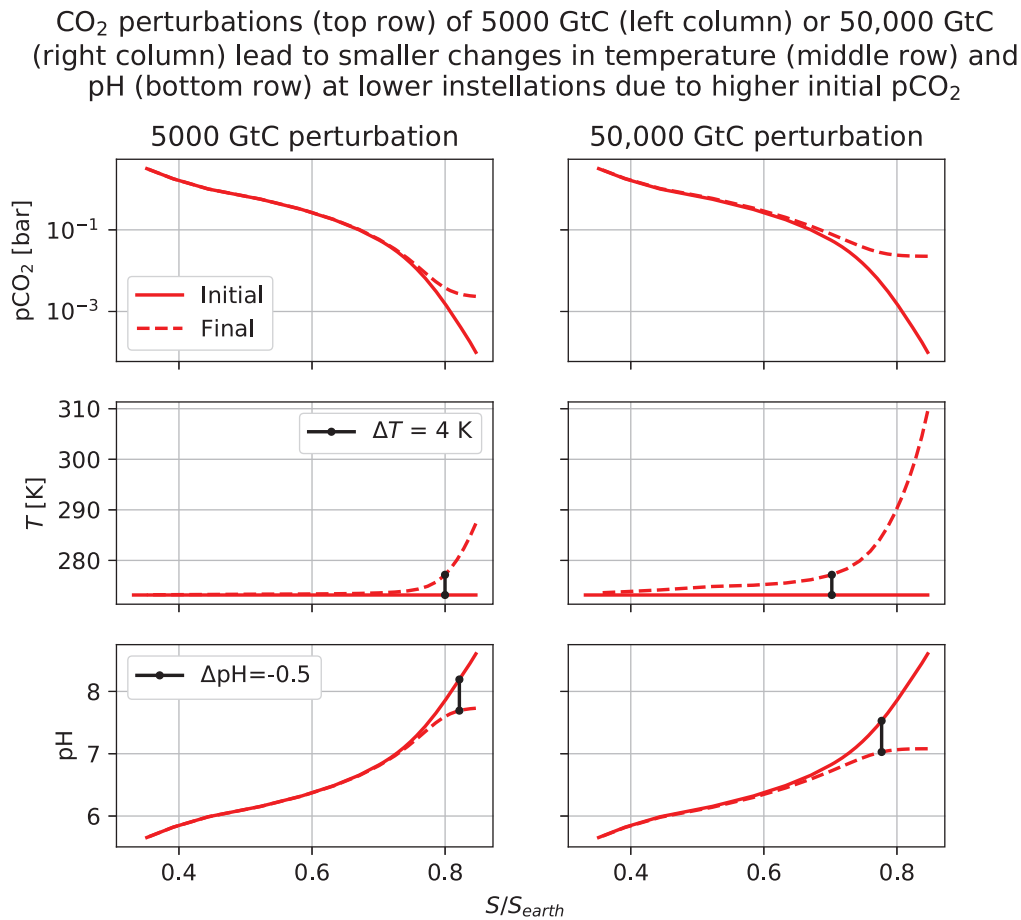 CO₂ perturbations (top row) of 5000 GtC (left column) or 50,000 GtC
(right column) lead to smaller changes in temperature (middle row) and
pH (bottom row) at lower instellations due to higher initial pCO₂
5000 GtC perturbation
50,000 GtC perturbation
pCO₂ [bar]
10⁻¹
10⁻³
Initial
Final
T [K]
310
300
290
280
ΔT = 4 K
pH
8
7
6
ΔpH=-0.5
0.4 0.6 0.8
0.4 0.6 0.8
S/S_earth